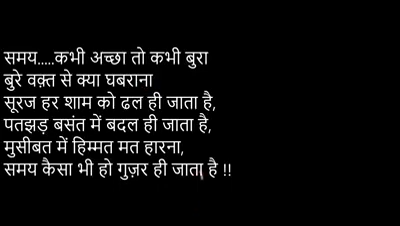 समय.....कभी अच्छा तो कभी बुरा
बुरे वक़्त से क्या घबराना
सूरज हर शाम को ढल ही जाता है,
पतझड़ बसंत में बदल ही जाता है,
मुसीबत में हिम्मत मत हारना,
समय कैसा भी हो गुज़र ही जाता है !!